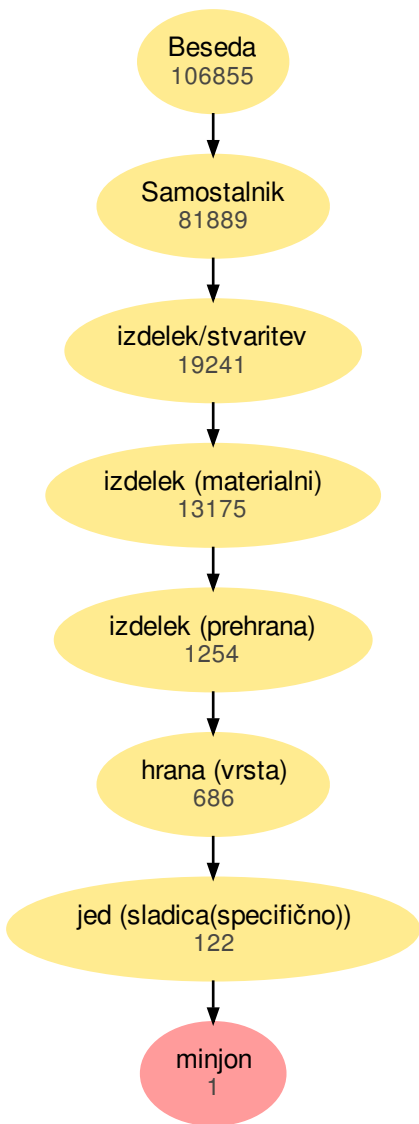 Beseda
106855
Samostalnik
81889
izdelek/stvaritev
19241
izdelek (materialni)
13175
izdelek (prehrana)
1254
hrana (vrsta)
686
jed (sladica(specifično))
122
minjon
1